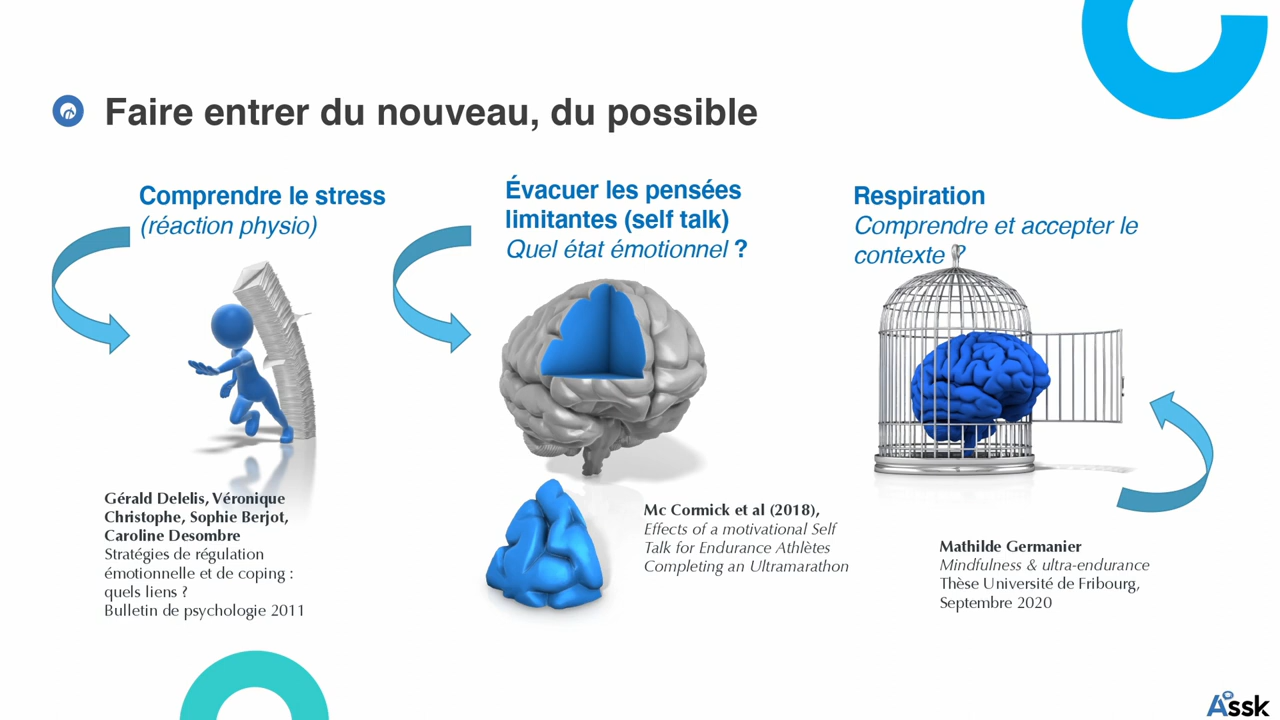 Faire entrer du nouveau, du possible
Comprendre le stress
(réaction physio)
Évacuer les pensées
limitantes (self talk)
Quel état émotionnel ?
Respiration
Comprendre et accepter le
contexte ?
Gérald Delelis, Véronique
Christophe, Sophie Berjot,
Caroline Desombre
Stratégies de régulation
émotionnelle et de coping :
quels liens ?
Bulletin de psychologie 2011
Mc Cormick et al (2018),
Effects of a motivational Self
Talk for Endurance Athlètes
Completing an Ultramarathon
Mathilde Germanier
Mindfulness & ultra-endurance
Thèse Université de Fribourg,
Septembre 2020
Assk